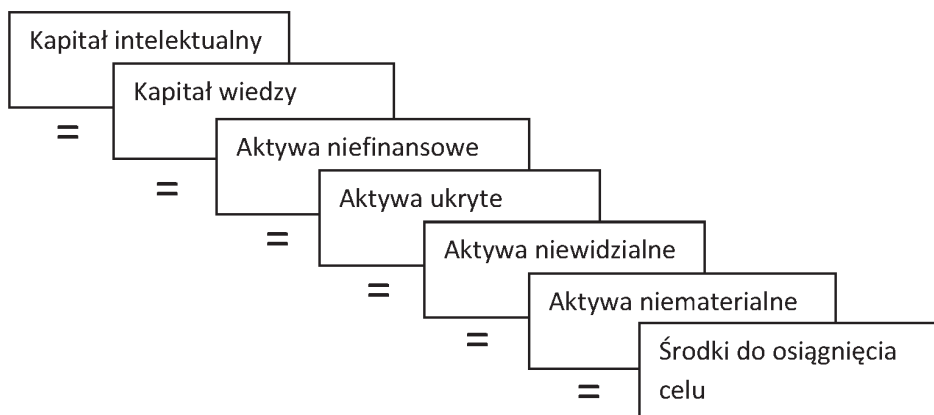 Kapitał intelektualny
Kapitał wiedzy
=
Aktywa niefinansowe
=
Aktywa ukryte
=
Aktywa niewidzialne
=
Aktywa niematerialne
=
Środki do osiągnięcia
celu
=